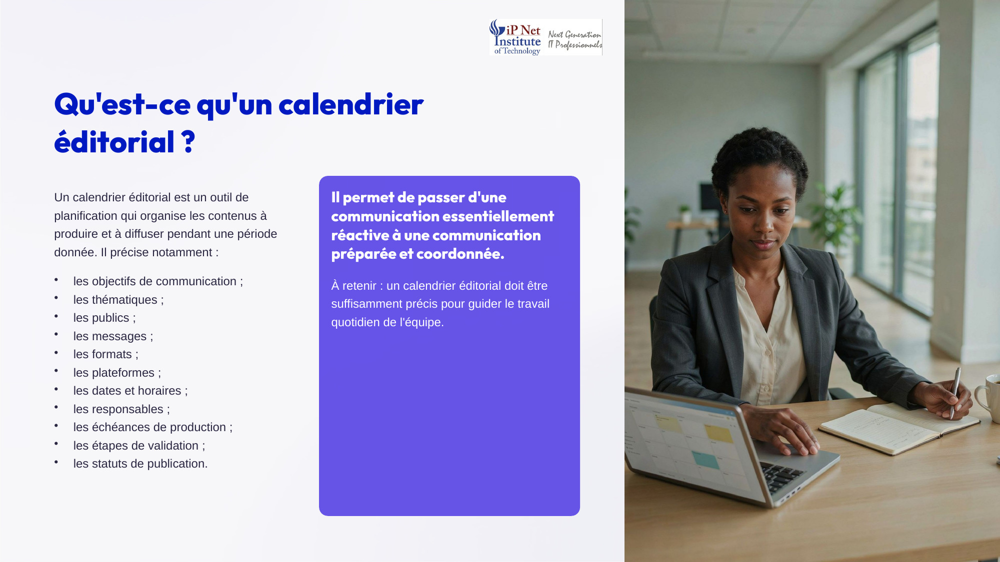 iP Net
Institute
of Technology
Next Generation
IT Professionnels
Qu'est-ce qu'un calendrier
éditorial ?
Un calendrier éditorial est un outil de
planification qui organise les contenus à
produire et à diffuser pendant une période
donnée. Il précise notamment :
• les objectifs de communication ;
• les thématiques ;
• les publics ;
• les messages ;
• les formats ;
• les plateformes ;
• les dates et horaires ;
• les responsables ;
• les échéances de production ;
• les étapes de validation ;
• les statuts de publication.
Il permet de passer d'une
communication essentiellement
réactive à une communication
préparée et coordonnée.
À retenir : un calendrier éditorial doit être
suffisamment précis pour guider le travail
quotidien de l'équipe.